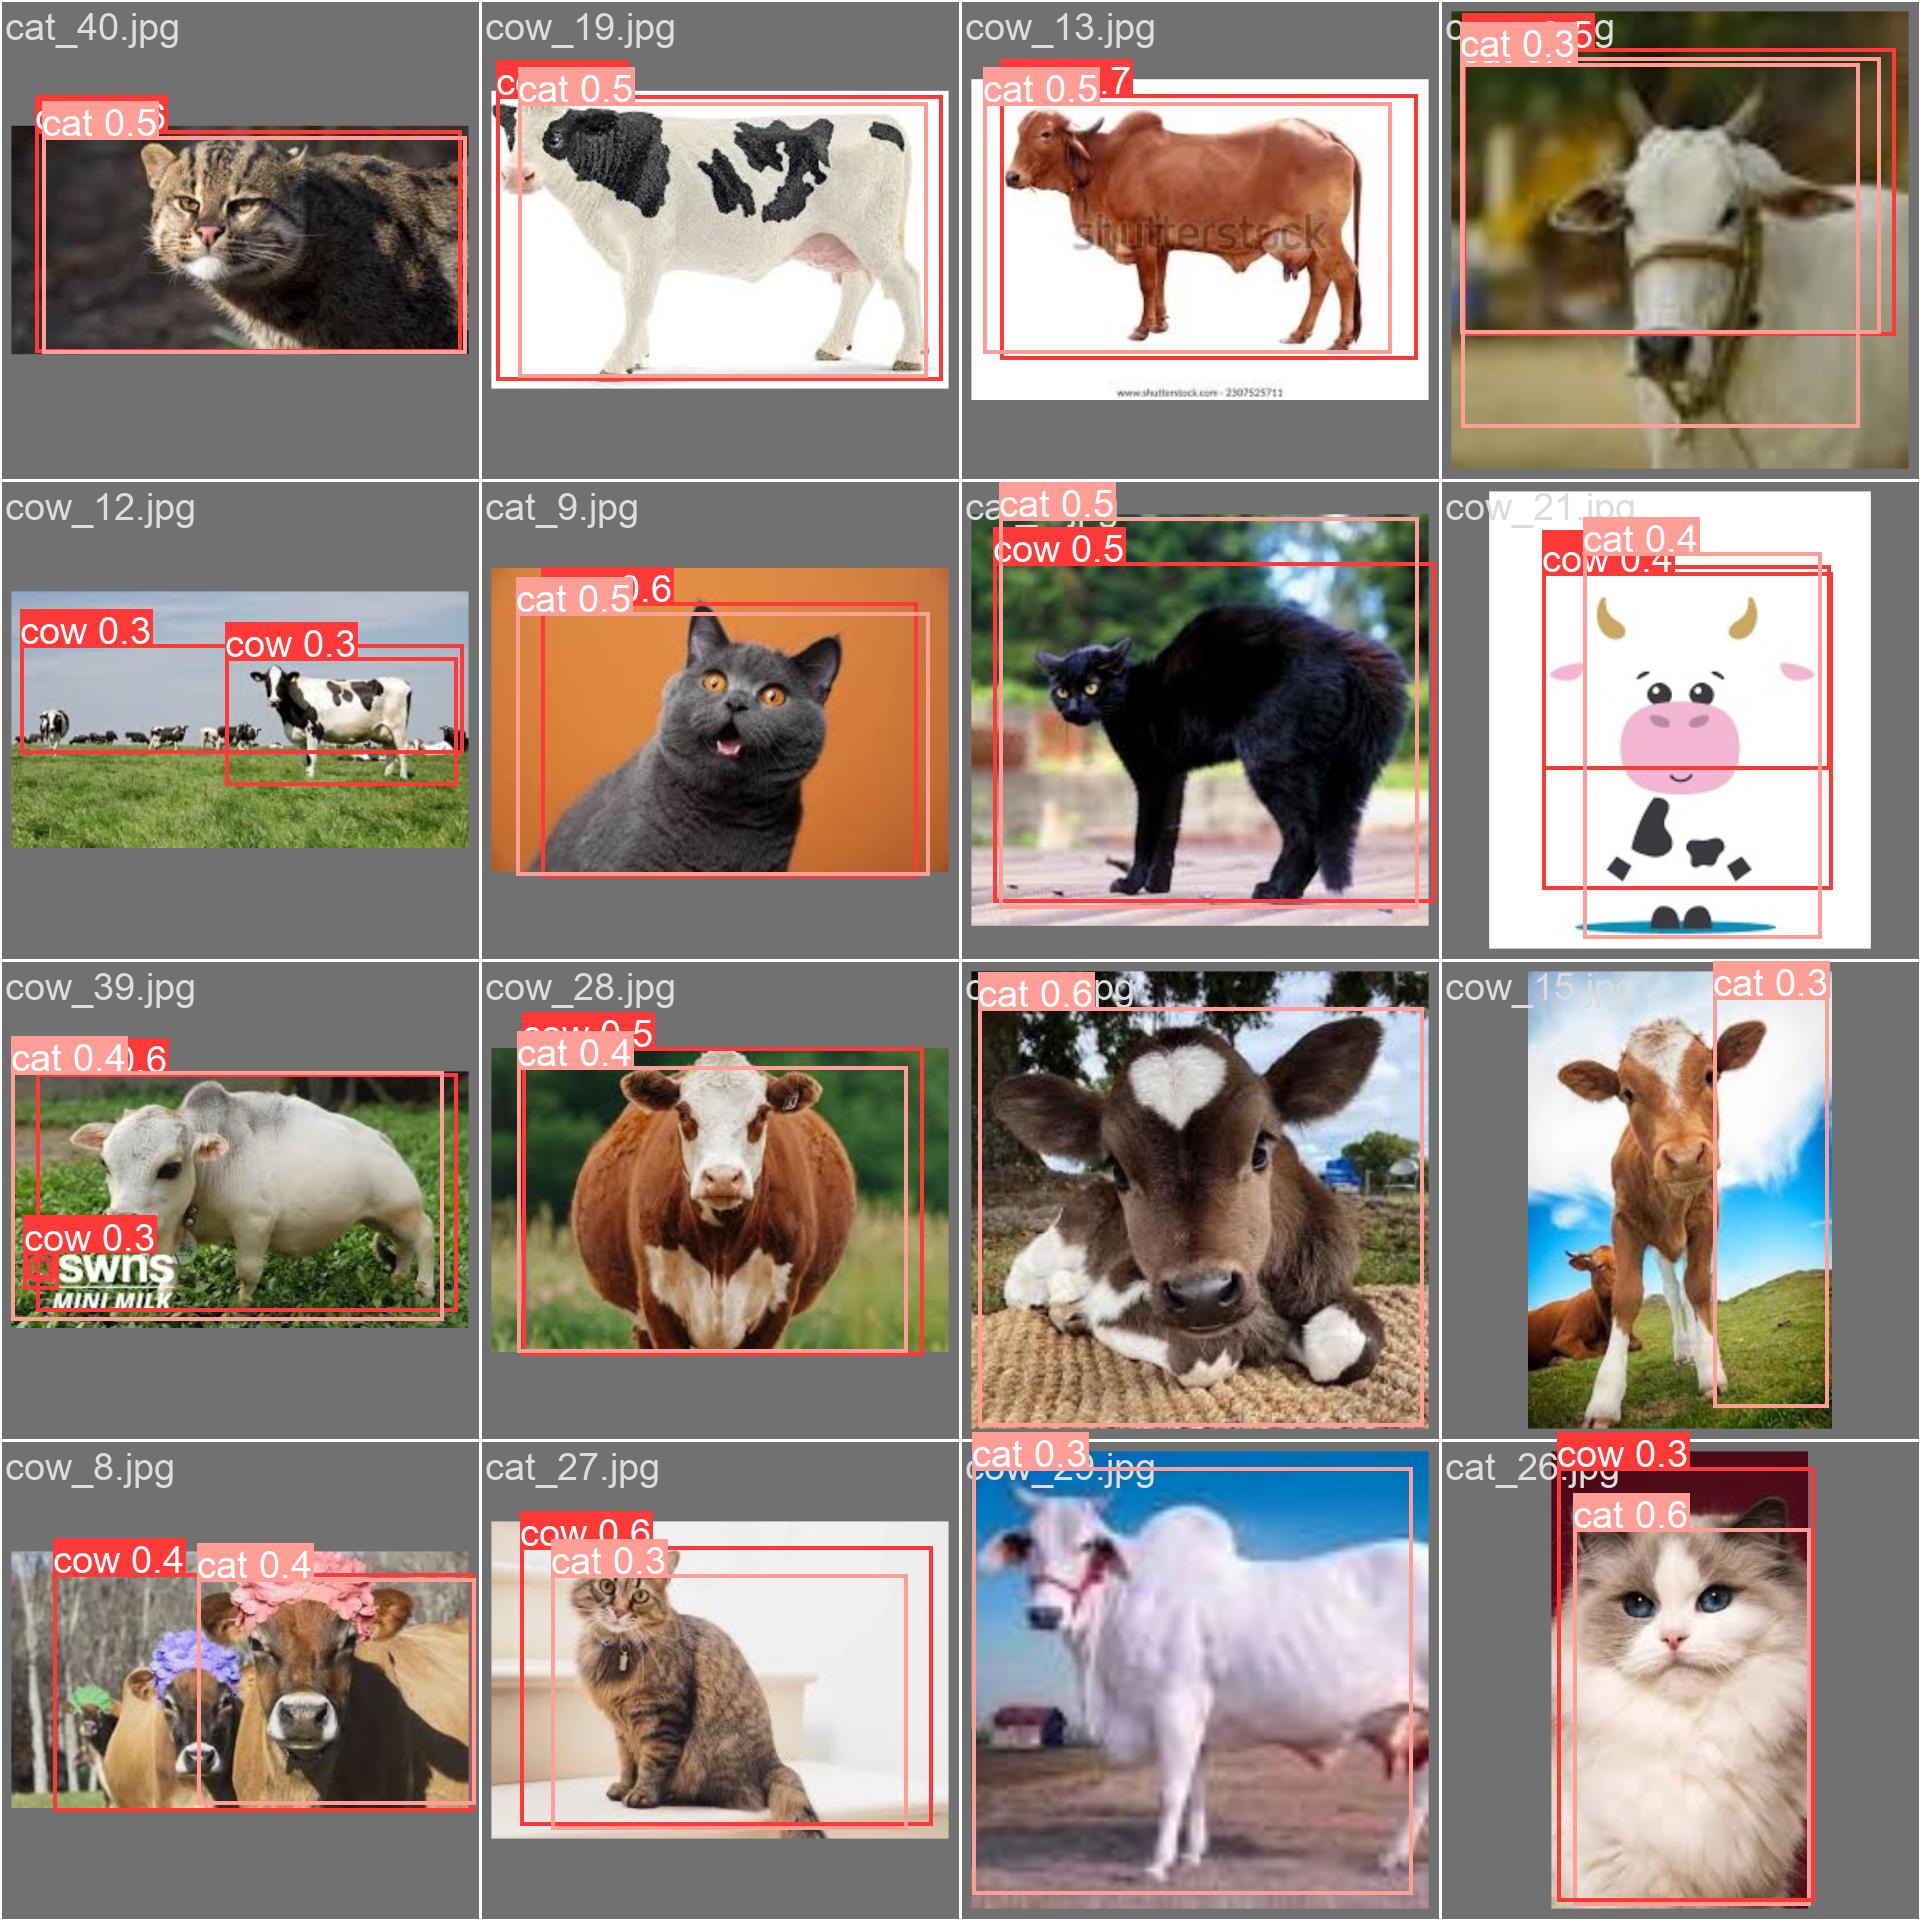 cat_40.jpg
cat 0.5
cow_19.jpg
cat 0.5
cow_13.jpg
cat 0.5
.7
cat 0.3
cow_12.jpg
cow 0.3
cow 0.3
cat_9.jpg
cat 0.5
0.6
cat 0.5
cow 0.5
cow_21.jpg
cat 0.4
cow 0.4
cow_39.jpg
cat 0.4
0.6
cow 0.3
swns
MINI MILK
cow_28.jpg
cow 0.5
cat 0.4
cat 0.6
cow_15.jpg
cat 0.3
cow_8.jpg
cow 0.4
cat 0.4
cat_27.jpg
cow 0.6
cat 0.3
cat 0.3
cow_29.jpg
cat_26.jpg
cow 0.3
cat 0.6
shutterstock
www.shutterstock.com · 2307525711